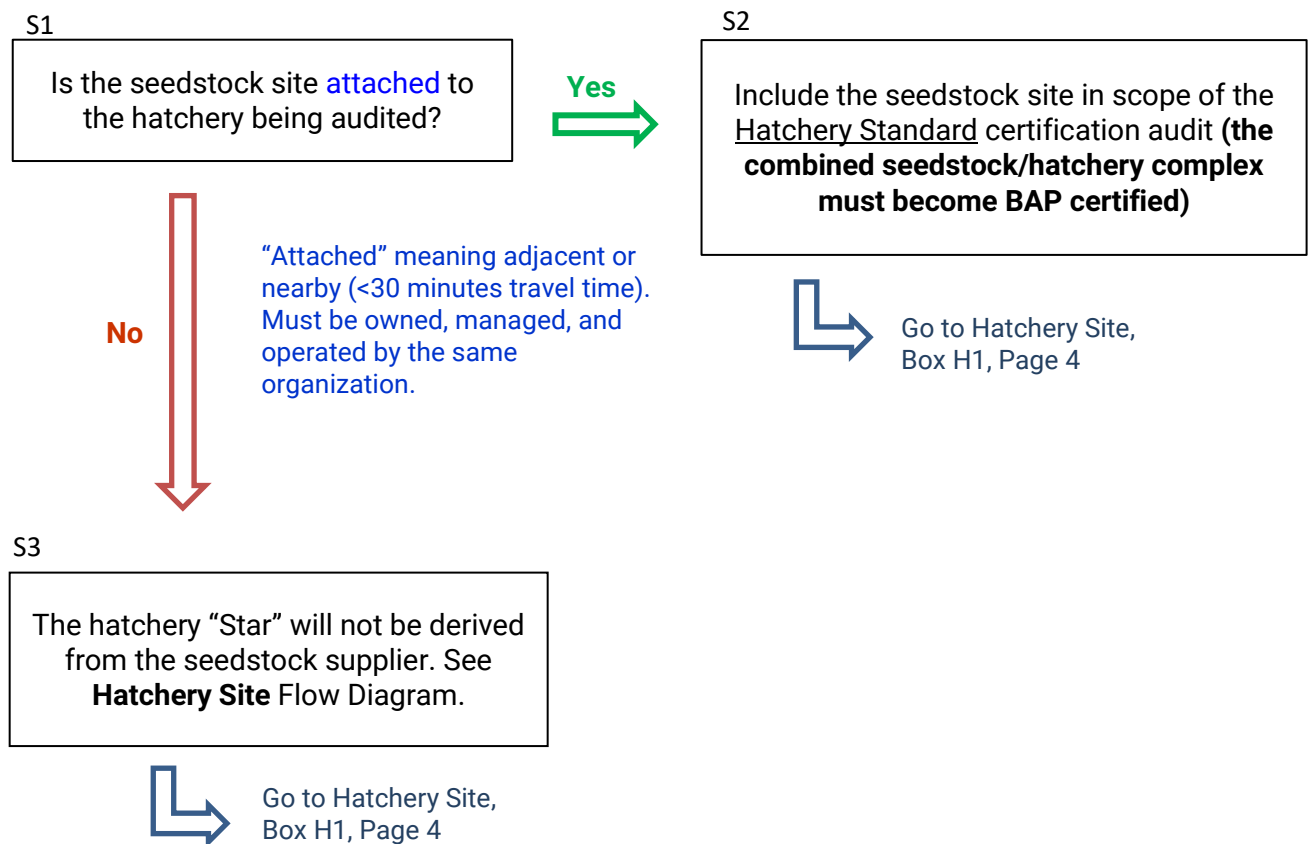 S1
Is the seedstock site attached to
the hatchery being audited?
Yes
S2
Include the seedstock site in scope of the
Hatchery Standard certification audit (the
combined seedstock/hatchery complex
must become BAP certified)
Go to Hatchery Site,
Box H1, Page 4
No
“Attached” meaning adjacent or
nearby (<30 minutes travel time).
Must be owned, managed, and
operated by the same
organization.
S3
The hatchery “Star” will not be derived
from the seedstock supplier. See
Hatchery Site Flow Diagram.
Go to Hatchery Site,
Box H1, Page 4